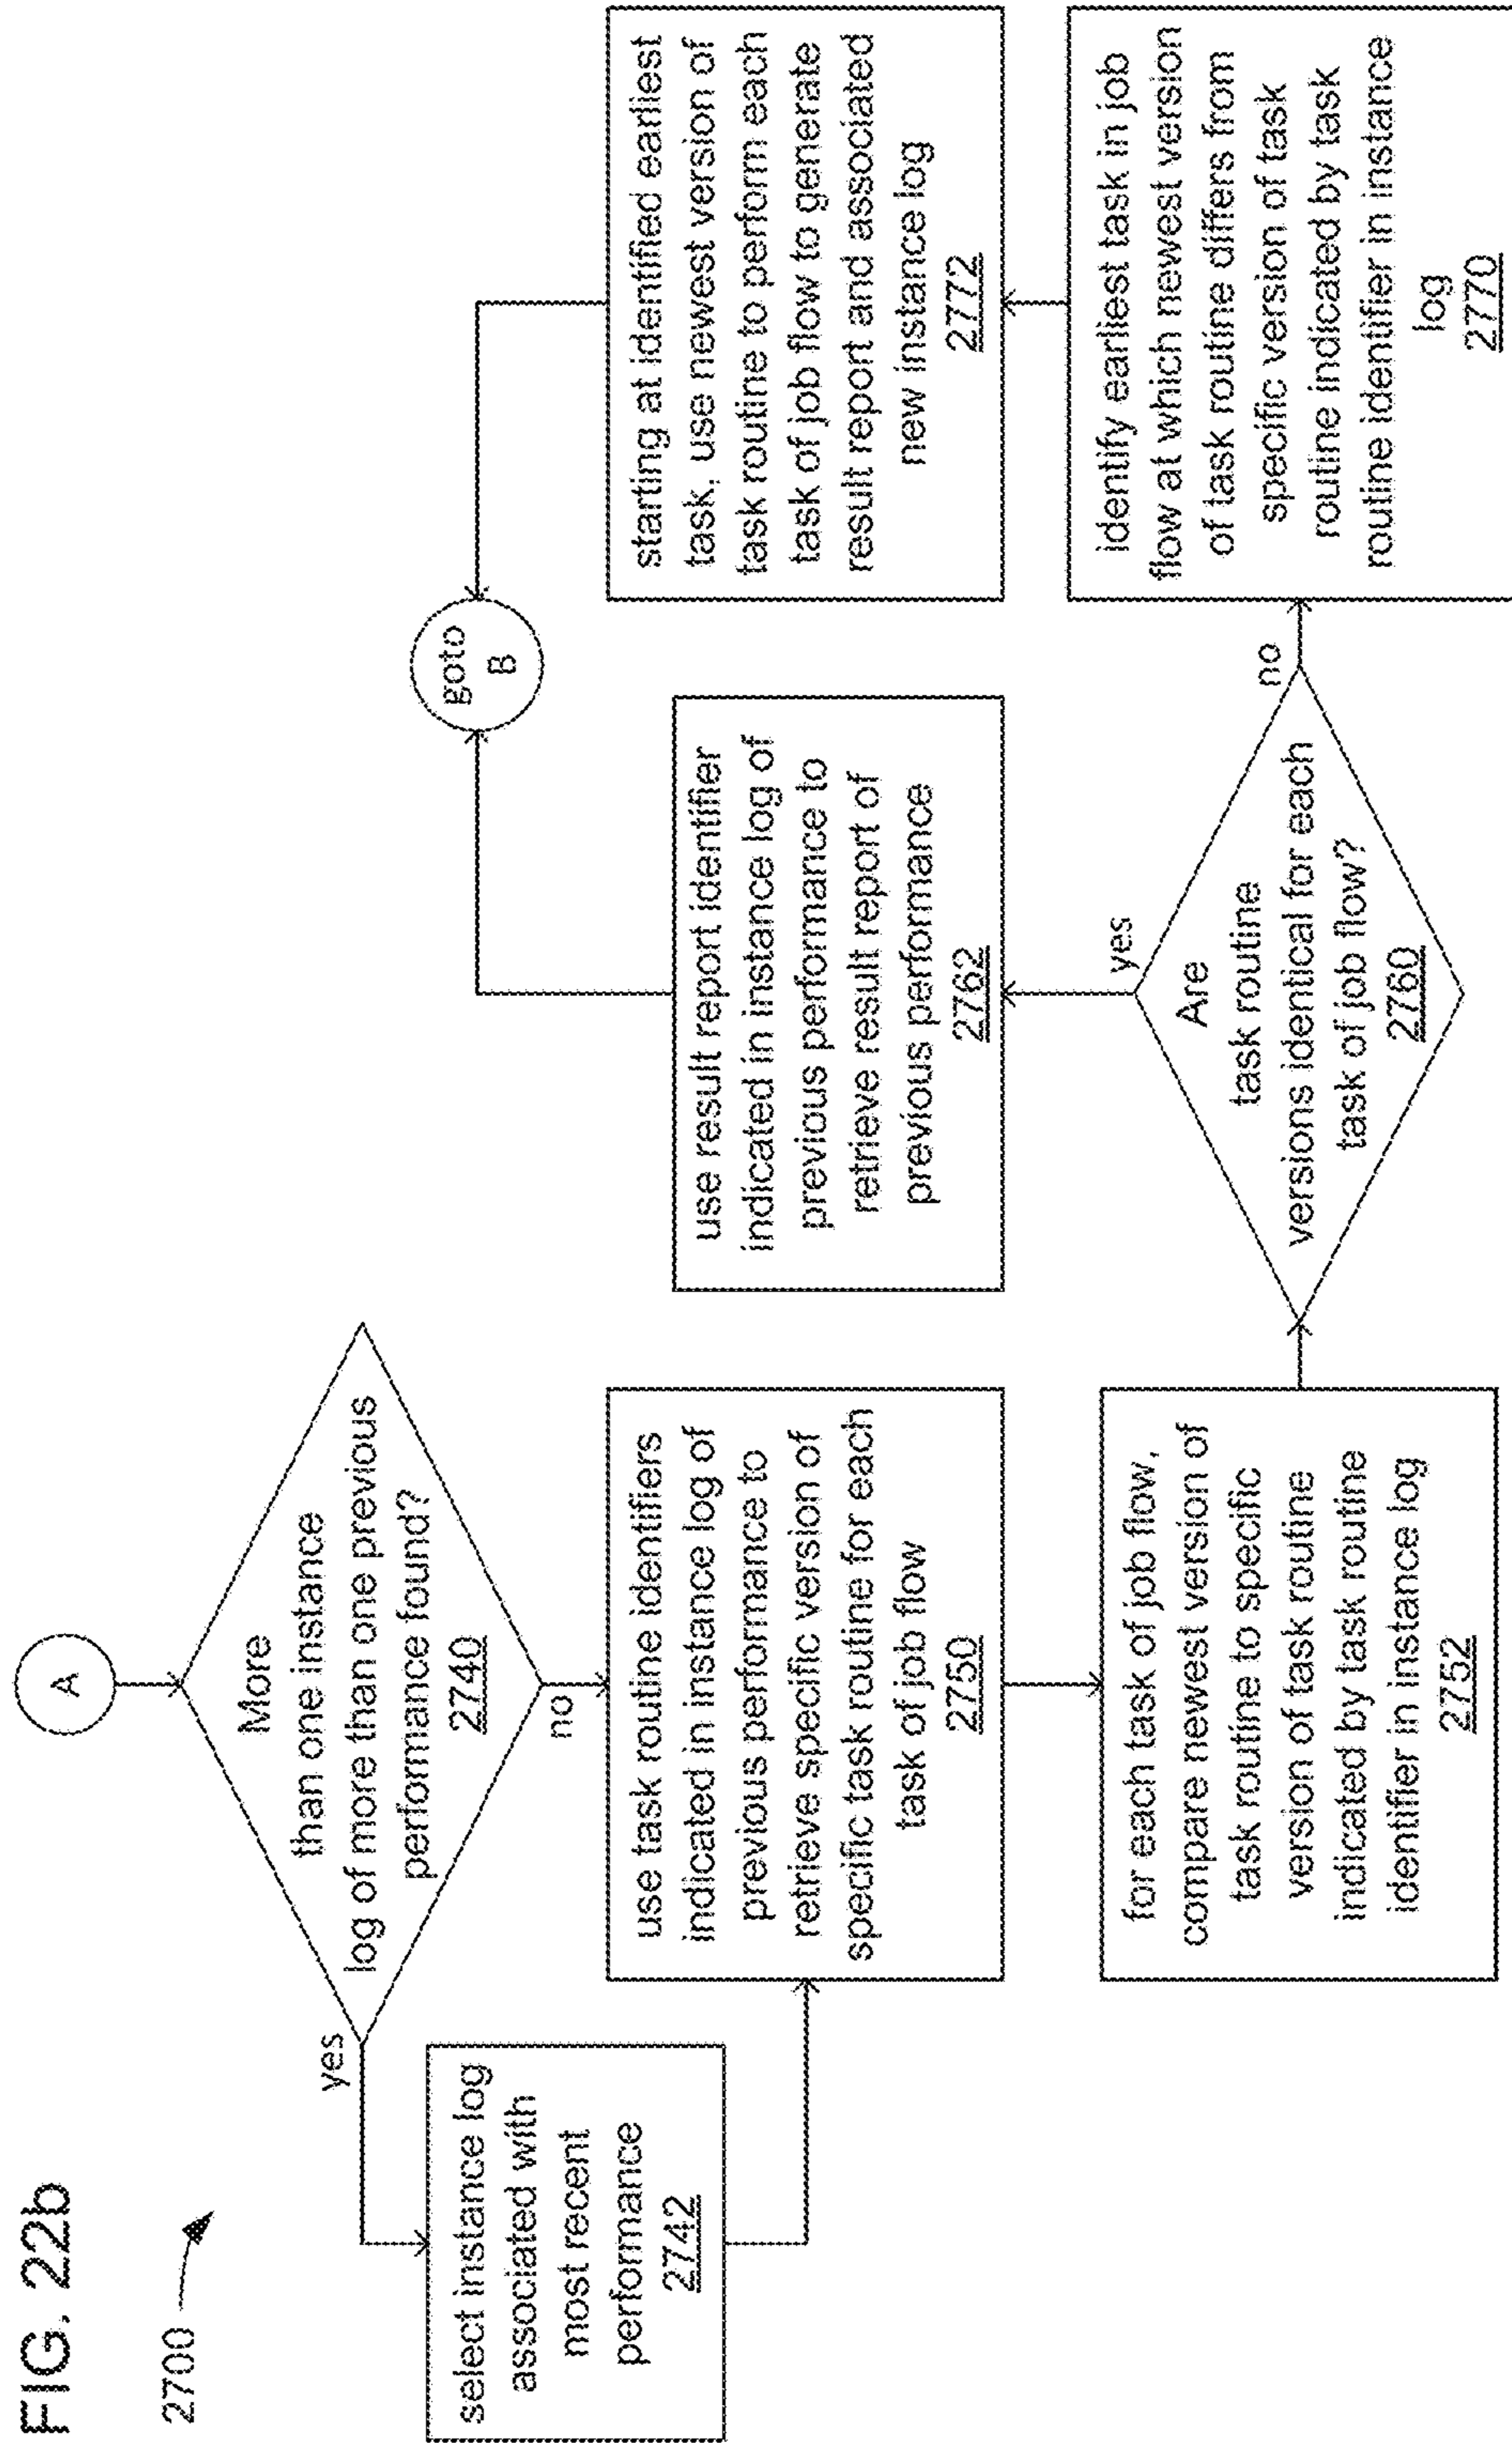 FIG. 22b
2700
A
More
than one instance
log of more than one previous
performance found?
2740
yes
no
select instance log
associated with
most recent
performance
2742
use task routine identifiers
indicated in instance log of
previous performance to
retrieve specific version of
specific task routine for each
task of job flow
2750
for each task of job flow,
compare newest version of
task routine to specific
version of task routine
indicated by task routine
identifier in instance log
2752
Are
task routine
versions identical for each
task of job flow?
2760
yes
no
use result report identifier
indicated in instance log of
previous performance to
retrieve result report of
previous performance
2762
goto
B
identify earliest task in job
flow at which newest version
of task routine differs from
specific version of task
routine indicated by task
routine identifier in instance
log
2770
starting at identified earliest
task, use newest version of
task routine to perform each
task of job flow to generate
result report and associated
new instance log
2772